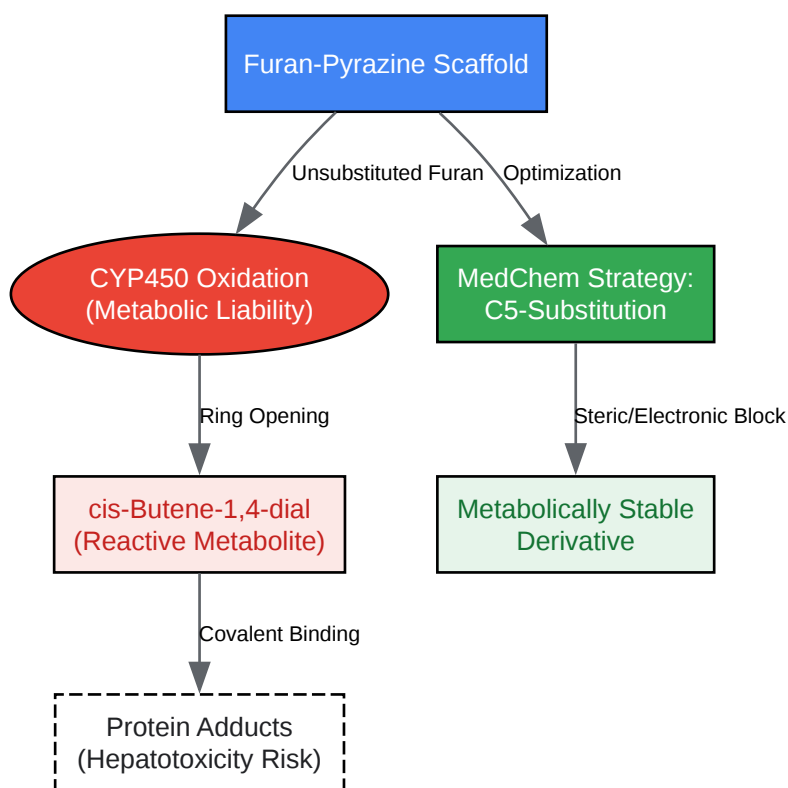 Furan-Pyrazine Scaffold
Unsubstituted Furan
Optimization
CYP450 Oxidation
(Metabolic Liability)
MedChem Strategy:
C5-Substitution
Ring Opening
Steric/Electronic Block
cis-Butene-1,4-dial
(Reactive Metabolite)
Metabolically Stable
Derivative
Covalent Binding
Protein Adducts
(Hepatotoxicity Risk)